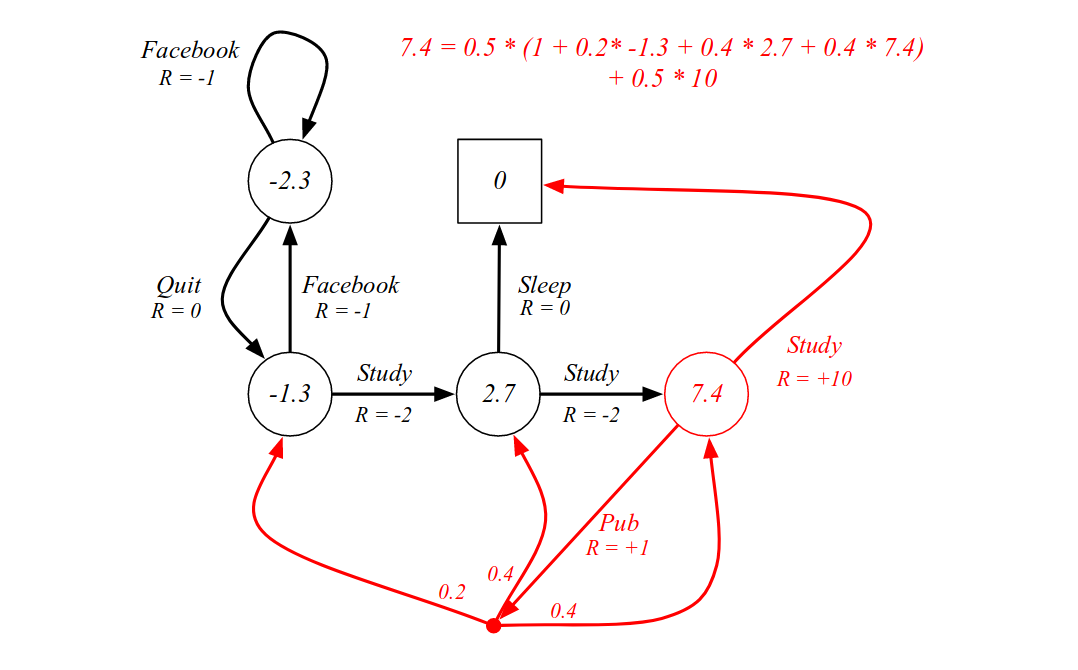 Facebook
R = -1
7.4 = 0.5 * (1 + 0.2* -1.3 + 0.4 * 2.7 + 0.4 * 7.4)
+ 0.5 * 10
-2.3
0
Quit
R = 0
Facebook
R = -1
Sleep
R = 0
Study
R = +10
-1.3
Study
R = -2
2.7
Study
R = -2
7.4
Pub
R = +1
0.2
0.4
0.4